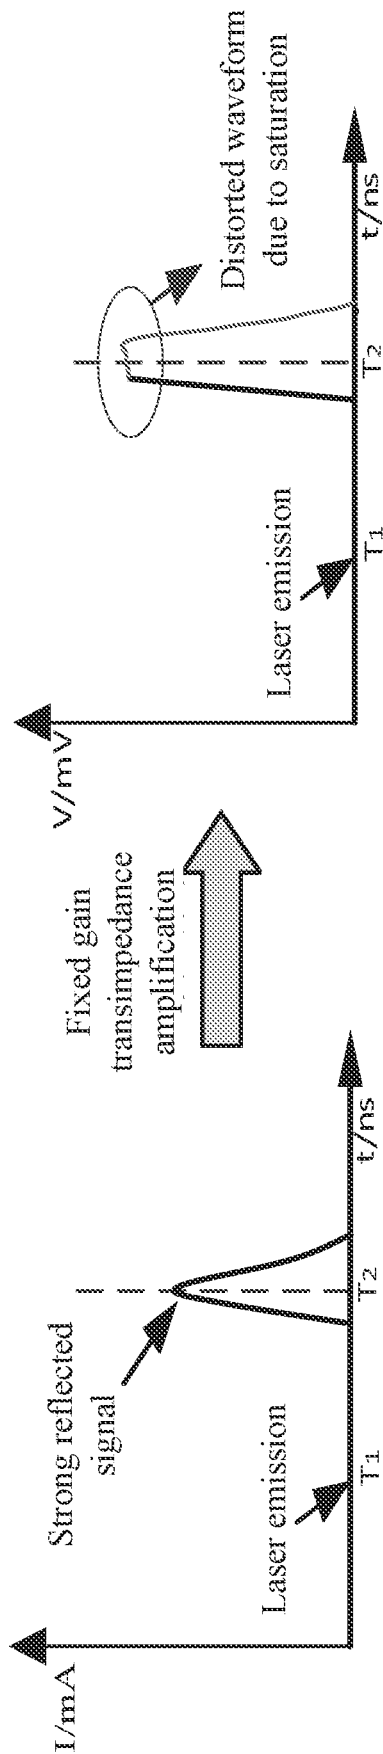 I/mA
Strong reflected
signal
Laser emission
T1
T2
t/ns
Fixed gain
transimpedance
amplification
V/mV
Laser emission
T1
T2
t/ns
Distorted waveform
due to saturation